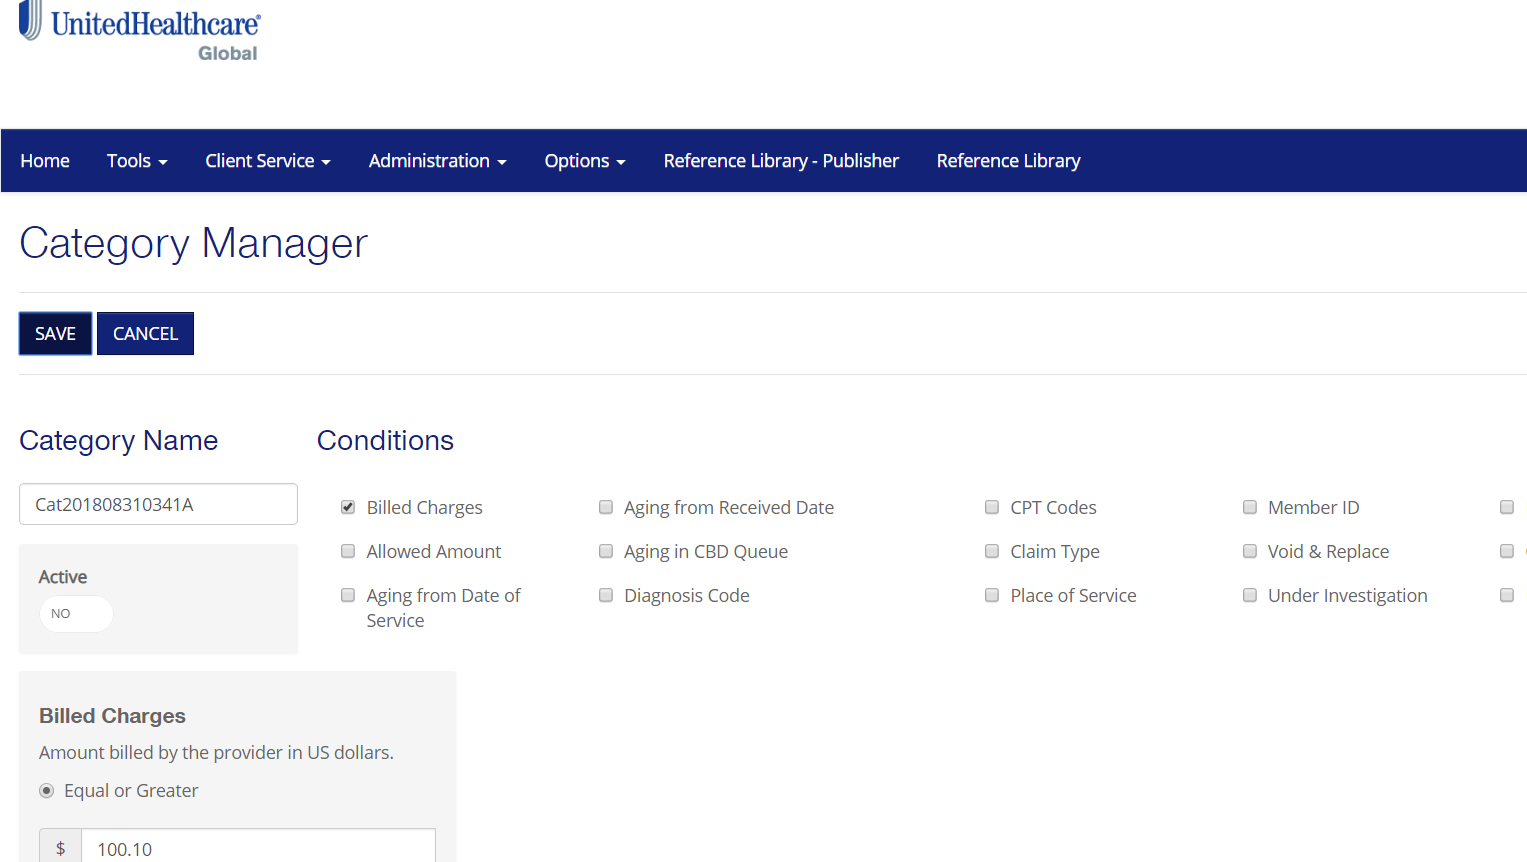 UnitedHealthcare®
Global
Home Tools Client Service Administration Options Reference Library - Publisher Reference Library
Category Manager
SAVE CANCEL
Category Name Conditions
Cat201808310341A
Billed Charges Aging from Received Date CPT Codes Member ID
Allowed Amount Aging in CBD Queue Claim Type Void & Replace
Active
Aging from Date of Service Diagnosis Code Place of Service Under Investigation
NO
Billed Charges
Amount billed by the provider in US dollars.
Equal or Greater
$ 100.10